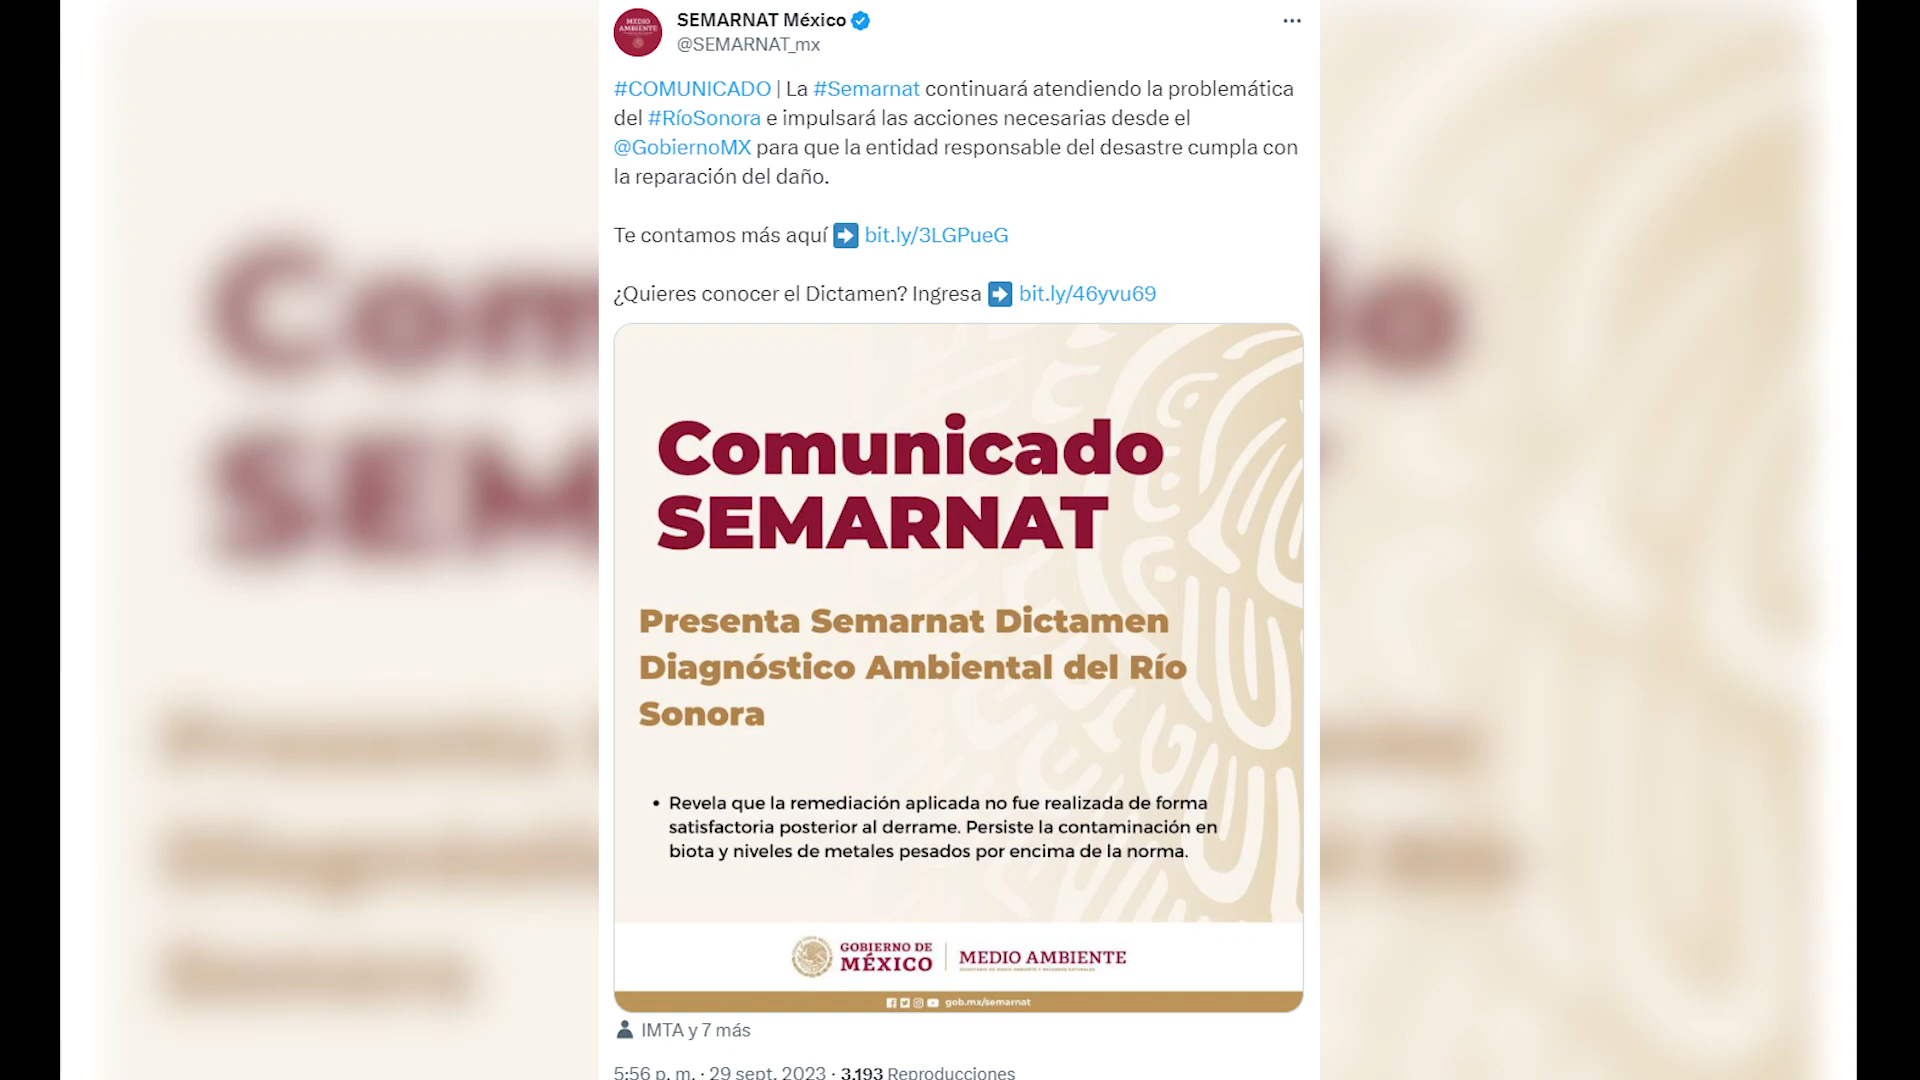 SEMARNAT México
@SEMARNAT_mx
#COMUNICADO | La #Semarnat continuará atendiendo la problemática
del #RíoSonora e impulsará las acciones necesarias desde el
@GobiernoMX para que la entidad responsable del desastre cumpla con
la reparación del daño.
Te contamos más aquí ➡️ bit.ly/3LGPueG
¿Quieres conocer el Dictamen? Ingresa ➡️ bit.ly/46yvu69
Comunicado
SEMARNAT
Presenta Semarnat Dictamen
Diagnóstico Ambiental del Río
Sonora
• Revela que la remediación aplicada no fue realizada de forma
satisfactoria posterior al derrame. Persiste la contaminación en
biota y niveles de metales pesados por encima de la norma.
GOBIERNO DE
MÉXICO
MEDIO AMBIENTE
gob.mx/semarnat
IMTA y 7 más
5:56 p. m. · 29 sept. 2023 · 3,193 Reproducciones